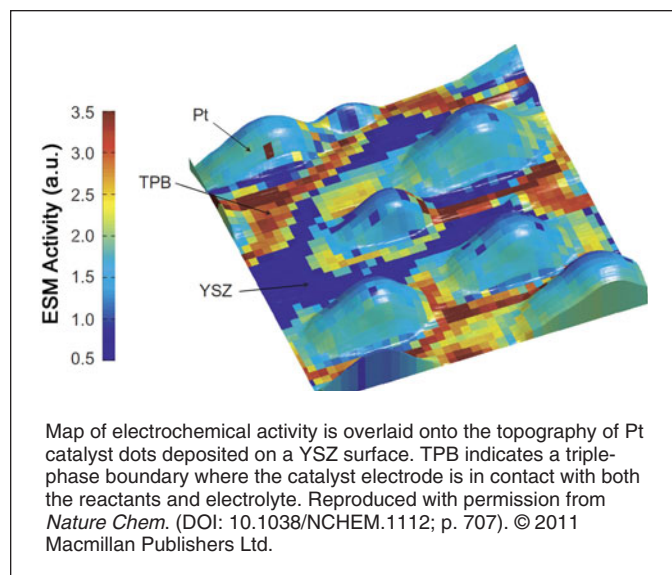 3.5
3.0
2.5
2.0
1.5
1.0
0.5
ESM Activity (a.u.)
Pt
TPB
YSZ
Map of electrochemical activity is overlaid onto the topography of Pt
catalyst dots deposited on a YSZ surface. TPB indicates a triple-
phase boundary where the catalyst electrode is in contact with both
the reactants and electrolyte. Reproduced with permission from
Nature Chem. (DOI: 10.1038/NCHEM.1112; p. 707). © 2011
Macmillan Publishers Ltd.